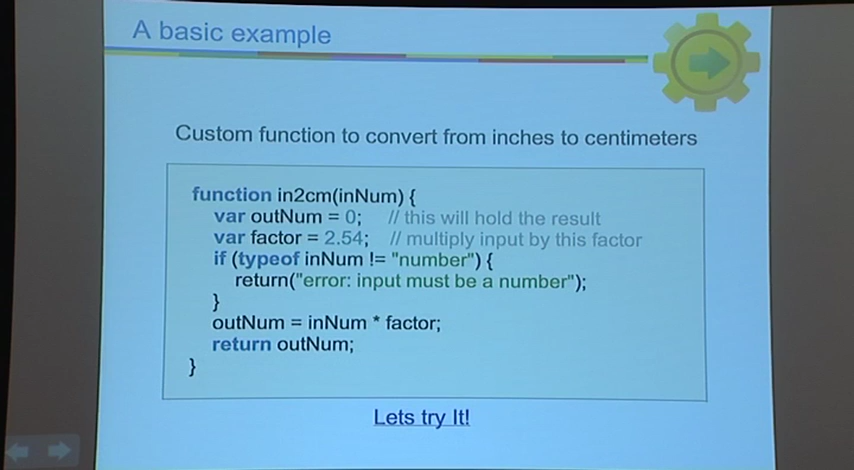 A basic example
Custom function to convert from inches to centimeters
function in2cm(inNum) {
var outNum = 0; // this will hold the result
var factor = 2.54; // multiply input by this factor
if (typeof inNum != "number") {
return("error: input must be a number");
}
outNum = inNum * factor;
return outNum;
}
Lets try It!